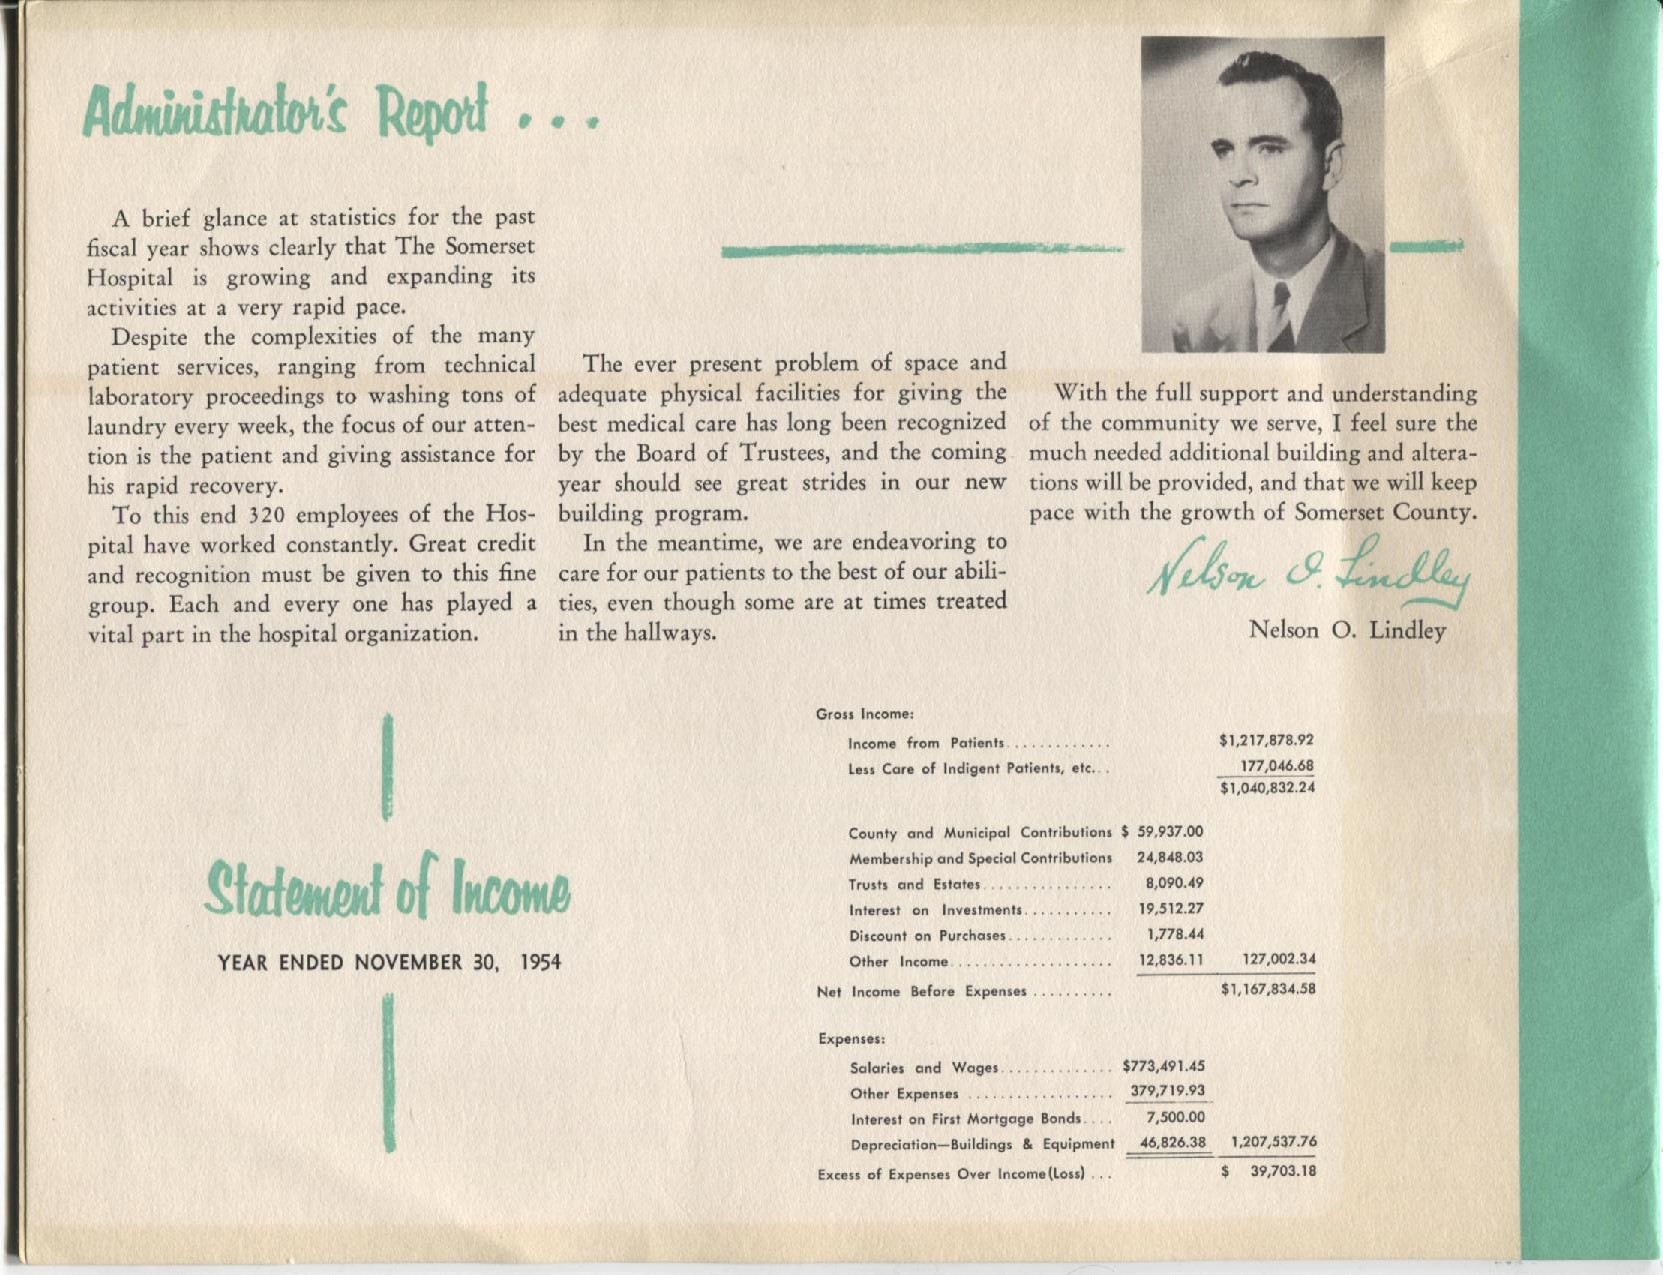 Administrator's Report . . .
A brief glance at statistics for the past
fiscal year shows clearly that The Somerset
Hospital is growing and expanding its
activities at a very rapid pace.
Despite the complexities of the many
patient services, ranging from technical
laboratory proceedings to washing tons of
laundry every week, the focus of our atten-
tion is the patient and giving assistance for
his rapid recovery.
To this end 320 employees of the Hos-
pital have worked constantly. Great credit
and recognition must be given to this fine
group. Each and every one has played a
vital part in the hospital organization.
The ever present problem of space and
adequate physical facilities for giving the
best medical care has long been recognized
by the Board of Trustees, and the coming
year should see great strides in our new
building program.
In the meantime, we are endeavoring to
care for our patients to the best of our abili-
ties, even though some are at times treated
in the hallways.
With the full support and understanding
of the community we serve, I feel sure the
much needed additional building and altera-
tions will be provided, and that we will keep
pace with the growth of Somerset County.
Nelson O. Lindley
Nelson O. Lindley
Statement of Income
YEAR ENDED NOVEMBER 30, 1954
Gross Income:
Income from Patients............. $1,217,878.92
Less Care of Indigent Patients, etc... 177,046.68
$1,040,832.24
County and Municipal Contributions $ 59,937.00
Membership and Special Contributions 24,848.03
Trusts and Estates................ 8,090.49
Interest on Investments........... 19,512.27
Discount on Purchases............. 1,778.44
Other Income.................... 12,836.11 127,002.34
Net Income Before Expenses .......... $1,167,834.58
Expenses:
Salaries and Wages.............. $773,491.45
Other Expenses .................. 379,719.93
Interest on First Mortgage Bonds.... 7,500.00
Depreciation—Buildings & Equipment 46,826.38 1,207,537.76
Excess of Expenses Over Income(Loss) ... $ 39,703.18